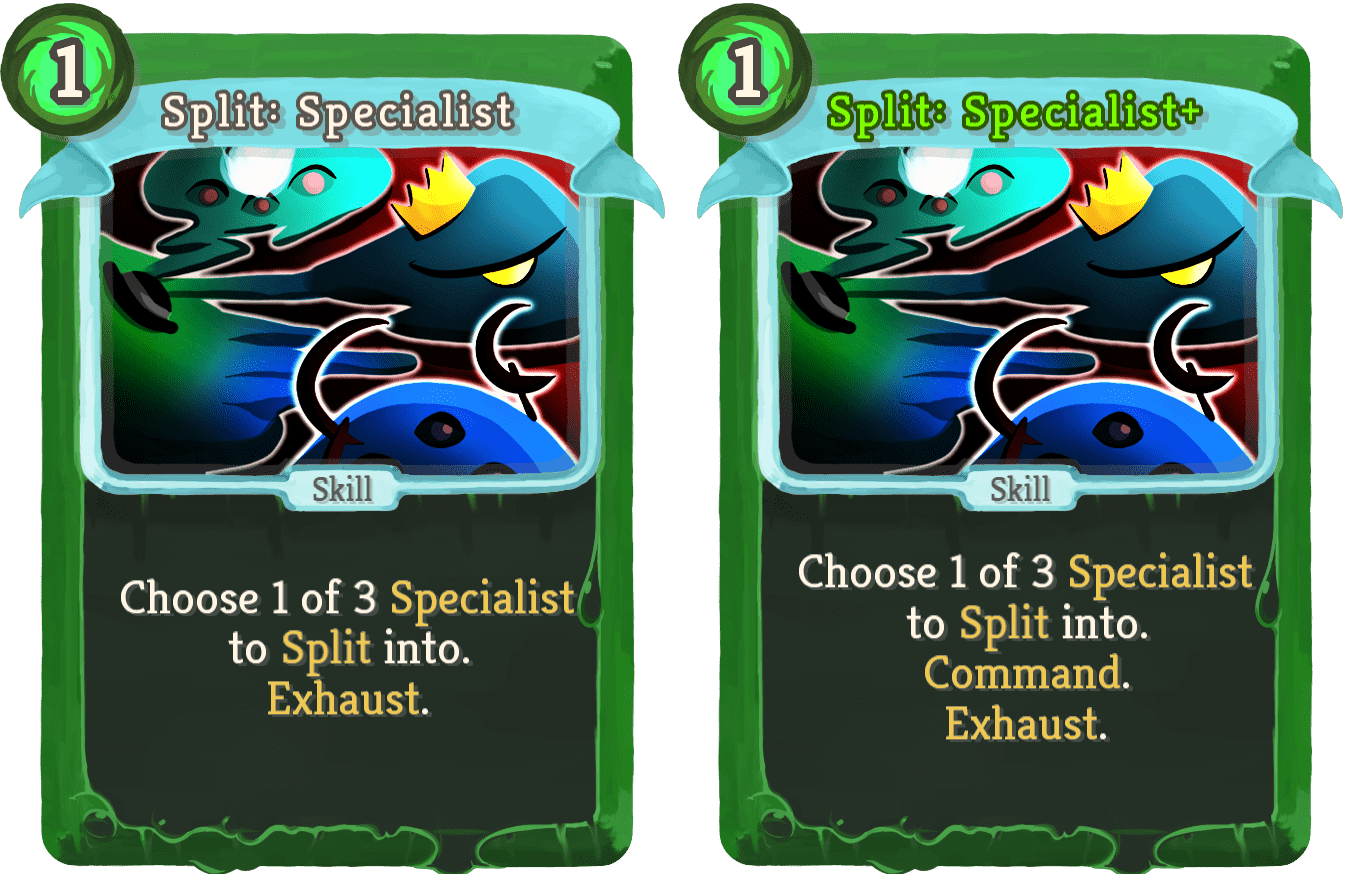 1
Split: Specialist
Skill
Choose 1 of 3 Specialist
to Split into.
Exhaust.
1
Split: Specialist+
Skill
Choose 1 of 3 Specialist
to Split into.
Command.
Exhaust.